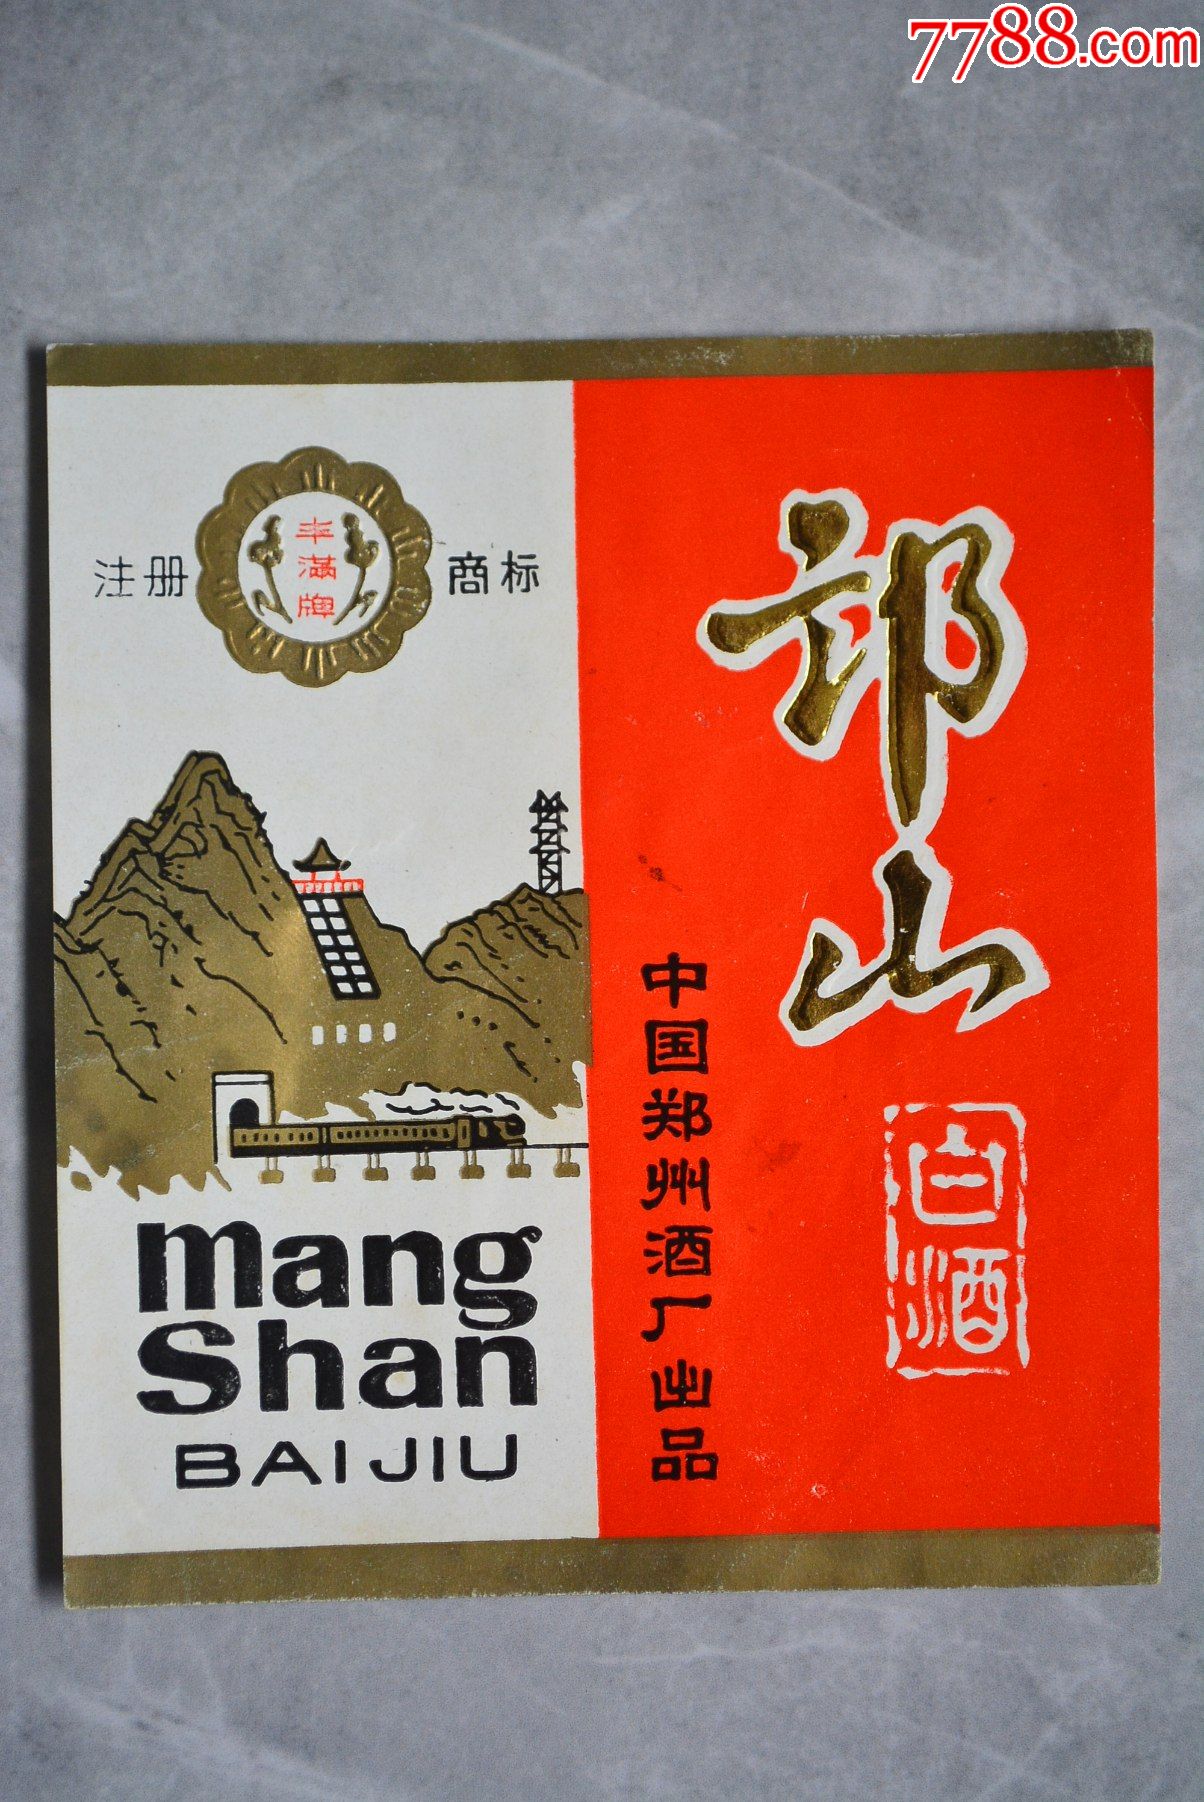 7788.com
注册
丰满牌
商标
邙山
白酒
中国郑州酒厂出品
mang
Shan
BAIJIU